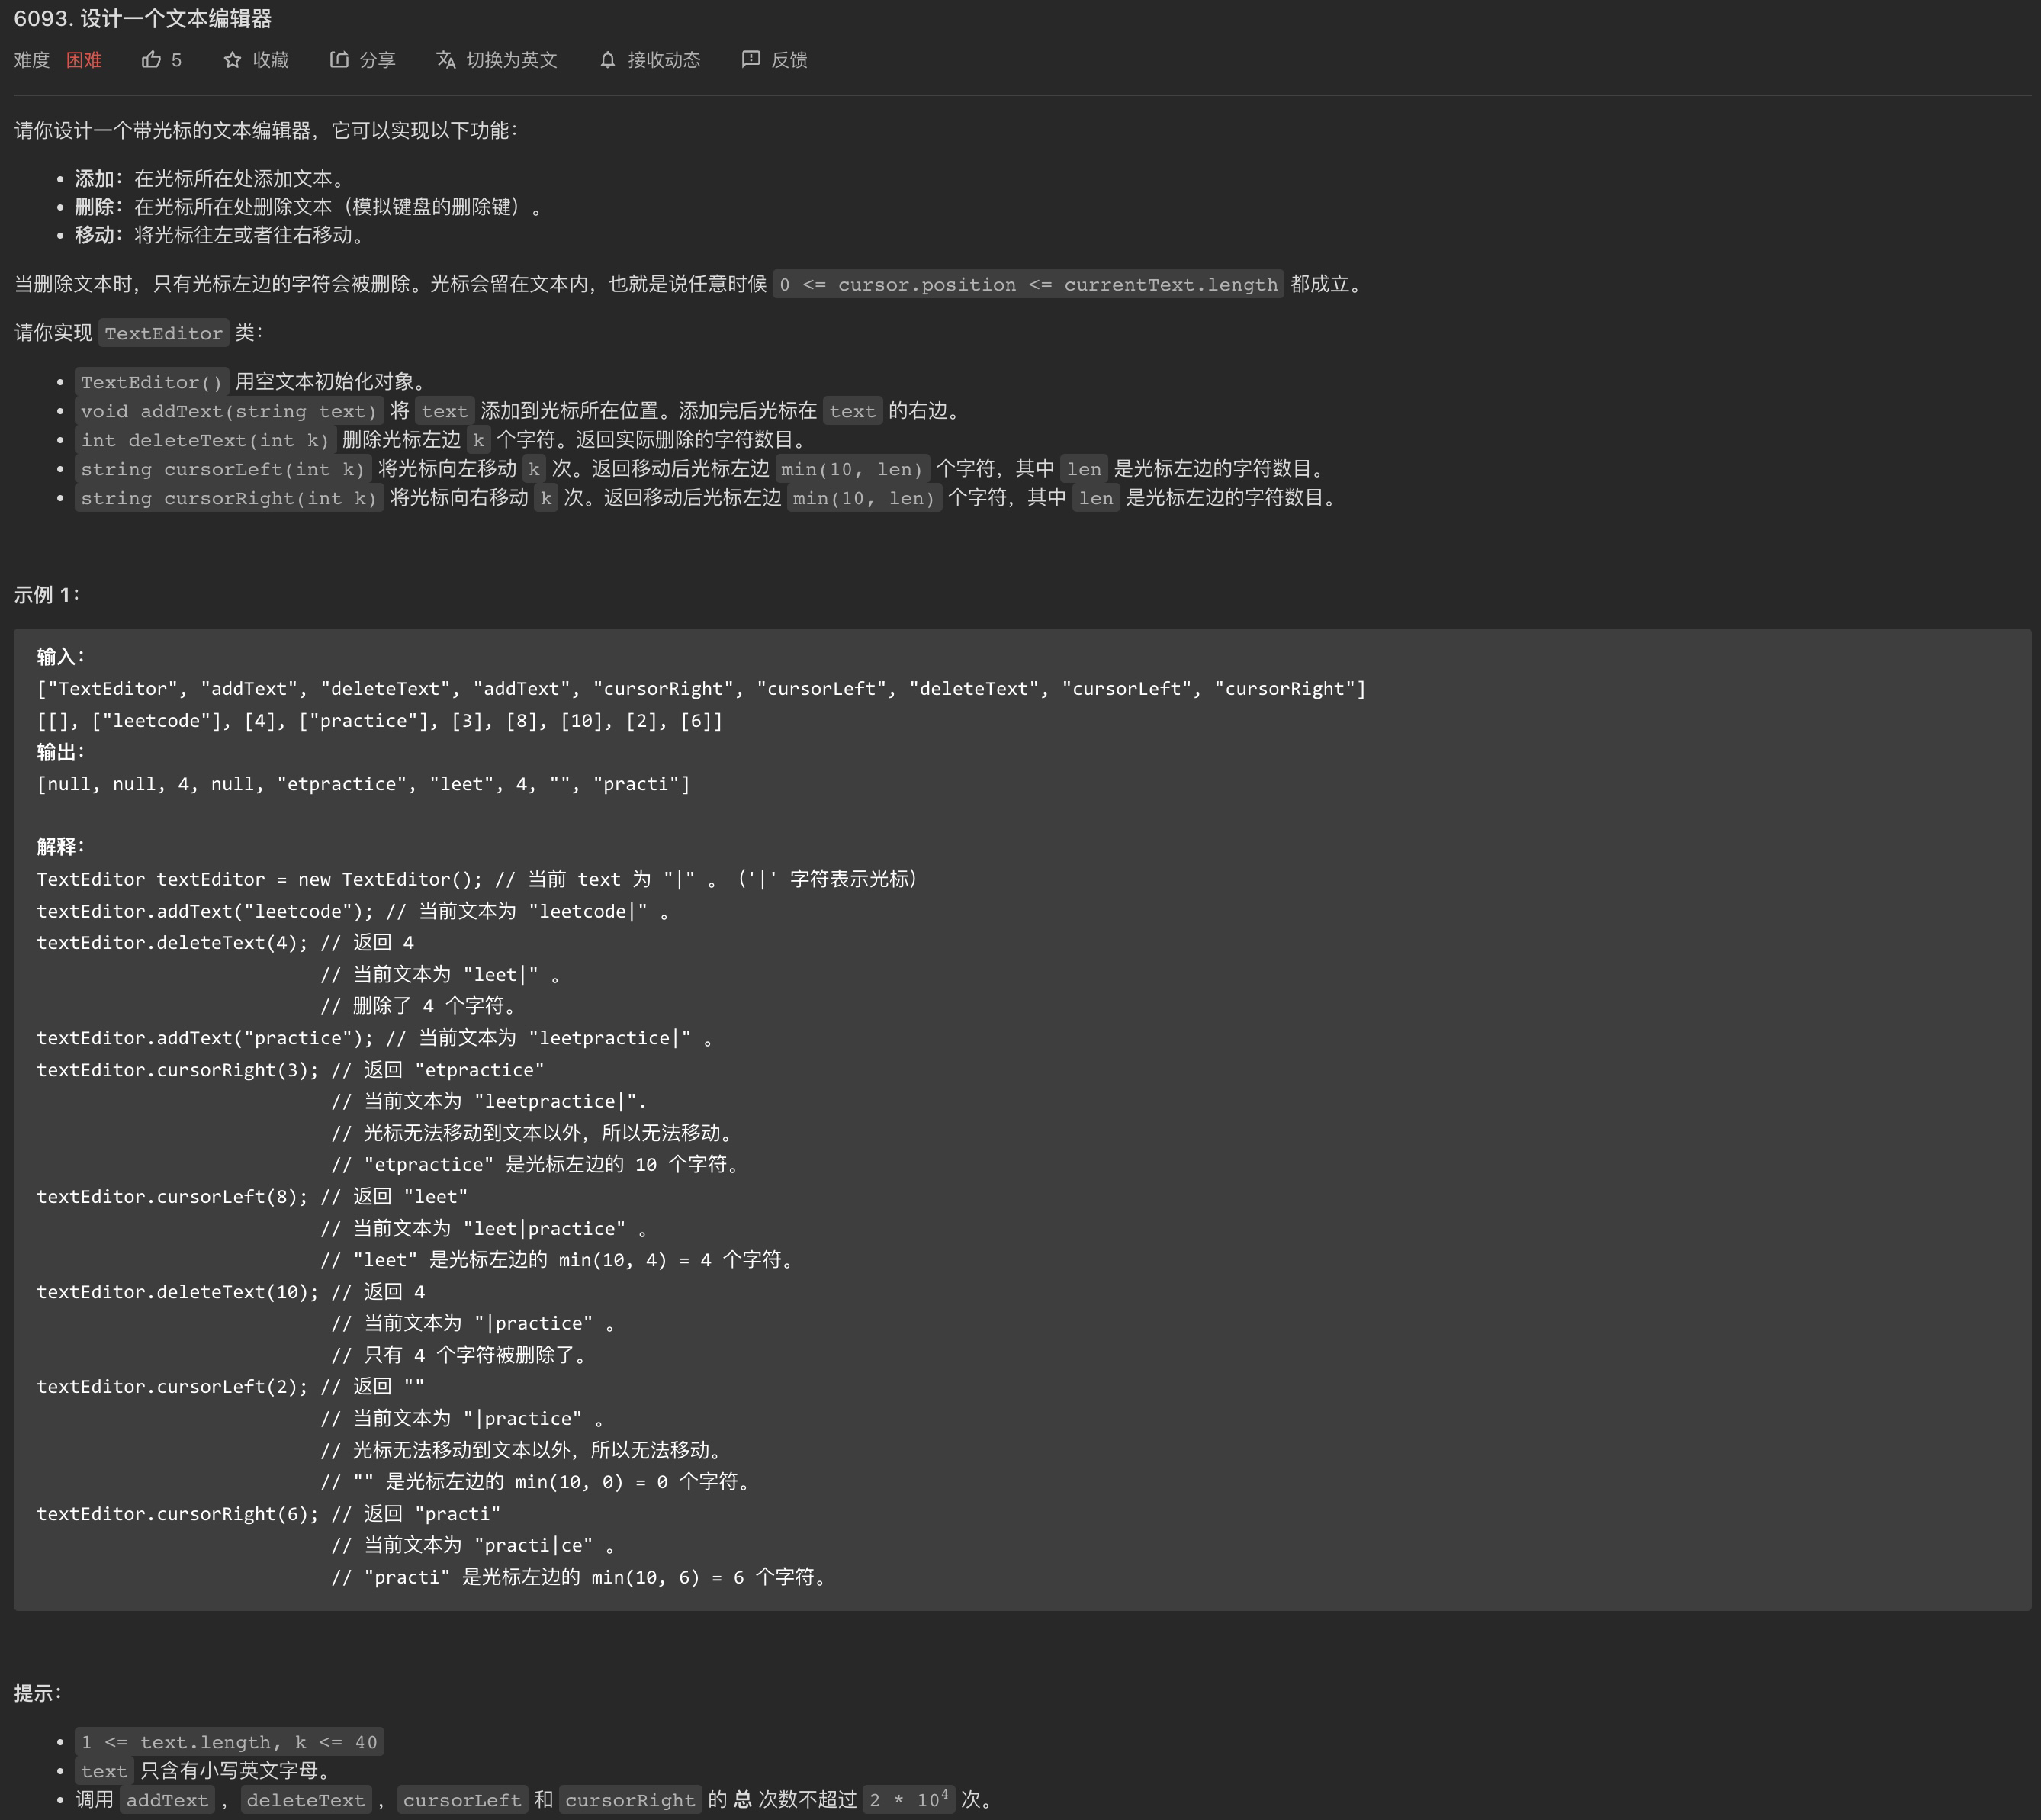 6093. 设计一个文本编辑器
难度 困难 5 收藏 分享 切换为英文 接收动态 反馈
请你设计一个带光标的文本编辑器，它可以实现以下功能：
• 添加：在光标所在处添加文本。
• 删除：在光标所在处删除文本（模拟键盘的删除键）。
• 移动：将光标往左或者往右移动。
当删除文本时，只有光标左边的字符会被删除。光标会留在文本内，也就是说任意时候 0 <= cursor.position <= currentText.length 都成立。
请你实现 TextEditor 类：
• TextEditor() 用空文本初始化对象。
• void addText(string text) 将 text 添加到光标所在位置。添加完后光标在 text 的右边。
• int deleteText(int k) 删除光标左边 k 个字符。返回实际删除的字符数目。
• string cursorLeft(int k) 将光标向左移动 k 次。返回移动后光标左边 min(10, len) 个字符，其中 len 是光标左边的字符数目。
• string cursorRight(int k) 将光标向右移动 k 次。返回移动后光标左边 min(10, len) 个字符，其中 len 是光标左边的字符数目。
示例 1：
输入：
["TextEditor", "addText", "deleteText", "addText", "cursorRight", "cursorLeft", "deleteText", "cursorLeft", "cursorRight"]
[[], ["leetcode"], [4], ["practice"], [3], [8], [10], [2], [6]]
输出：
[null, null, 4, null, "etpractice", "leet", 4, "", "practi"]
解释：
TextEditor textEditor = new TextEditor(); // 当前 text 为 "|" 。（'|' 字符表示光标）
textEditor.addText("leetcode"); // 当前文本为 "leetcode|" 。
textEditor.deleteText(4); // 返回 4
// 当前文本为 "leet|" 。
// 删除了 4 个字符。
textEditor.addText("practice"); // 当前文本为 "leetpractice|" 。
textEditor.cursorRight(3); // 返回 "etpractice"
// 当前文本为 "leetpractice|".
// 光标无法移动到文本以外，所以无法移动。
// "etpractice" 是光标左边的 10 个字符。
textEditor.cursorLeft(8); // 返回 "leet"
// 当前文本为 "leet|practice" 。
// "leet" 是光标左边的 min(10, 4) = 4 个字符。
textEditor.deleteText(10); // 返回 4
// 当前文本为 "|practice" 。
// 只有 4 个字符被删除了。
textEditor.cursorLeft(2); // 返回 ""
// 当前文本为 "|practice" 。
// 光标无法移动到文本以外，所以无法移动。
// "" 是光标左边的 min(10, 0) = 0 个字符。
textEditor.cursorRight(6); // 返回 "practi"
// 当前文本为 "practi|ce" 。
// "practi" 是光标左边的 min(10, 6) = 6 个字符。
提示：
• 1 <= text.length, k <= 40
• text 只含有小写英文字母。
• 调用 addText ，deleteText ，cursorLeft 和 cursorRight 的 总 次数不超过 2 * 10⁴ 次。